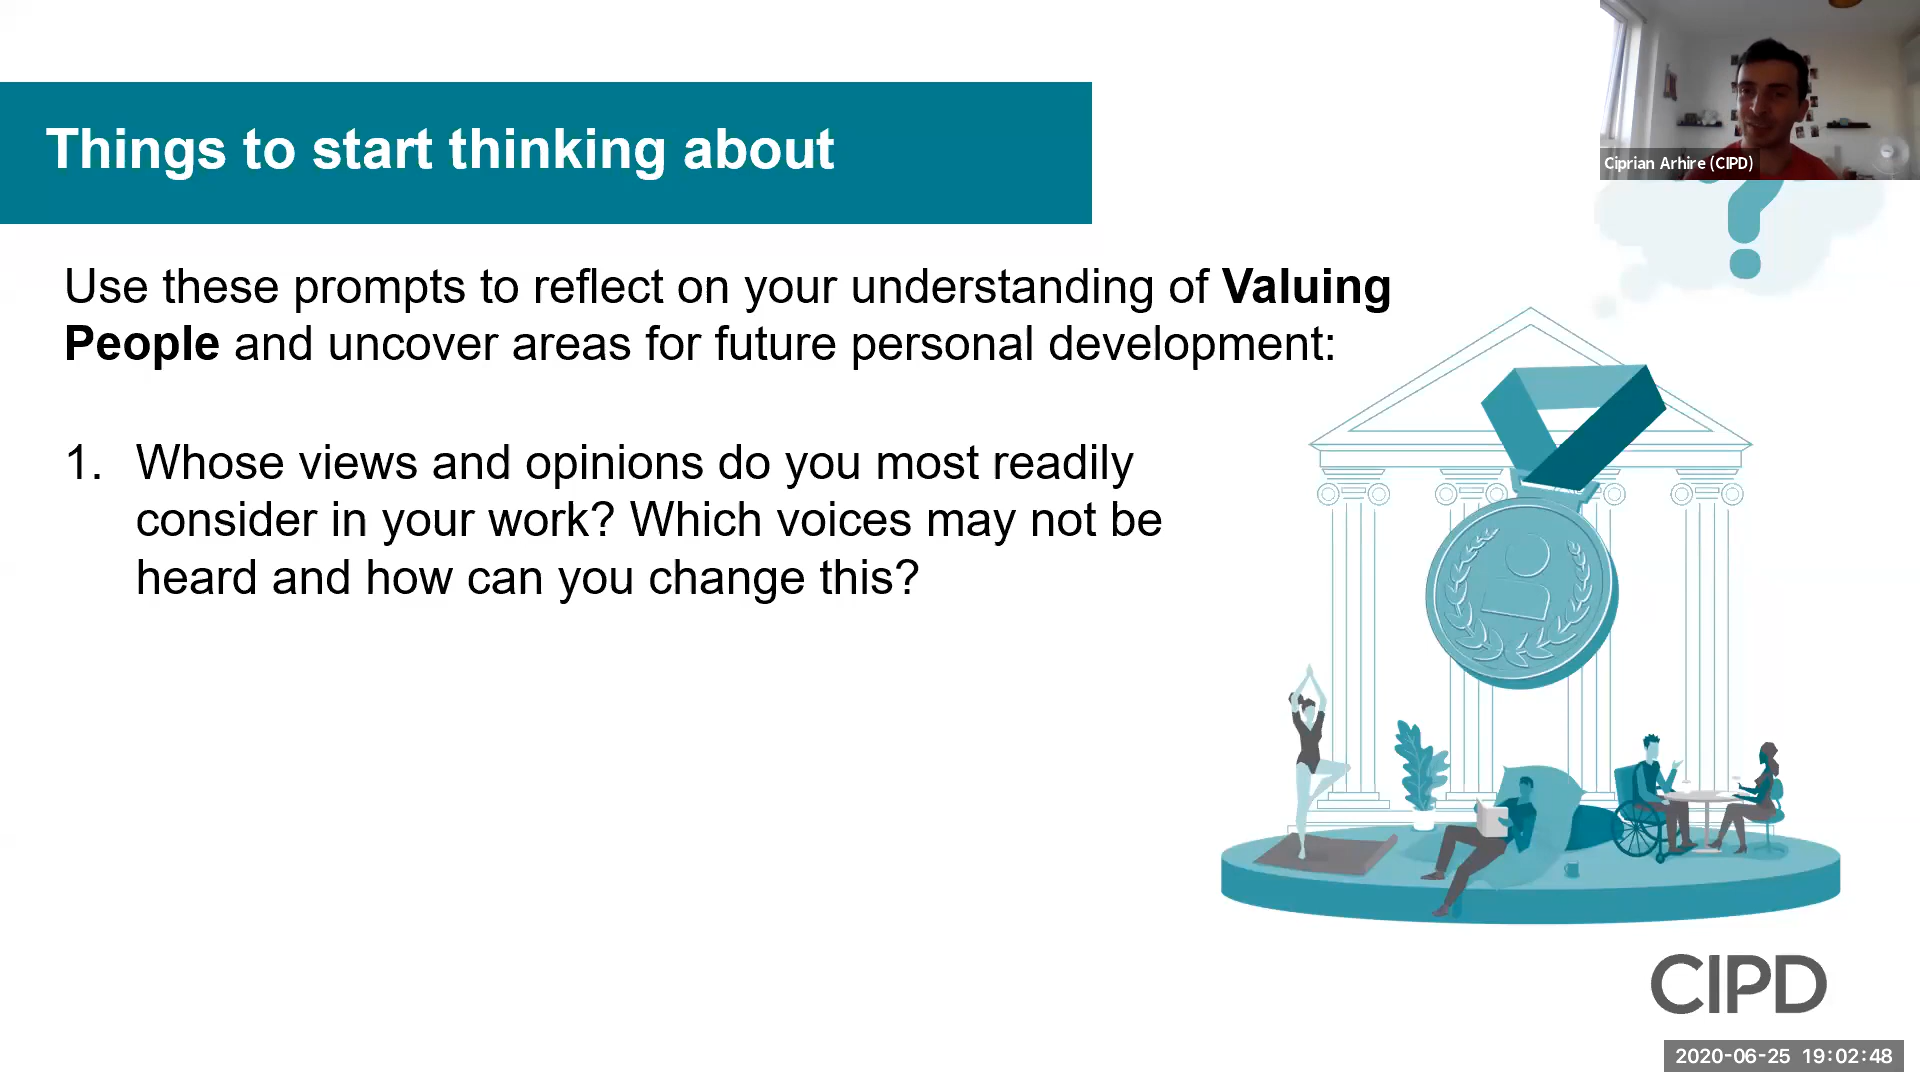 Things to start thinking about
Ciprian Arhire (CIPD)
?
Use these prompts to reflect on your understanding of Valuing
People and uncover areas for future personal development:
1. Whose views and opinions do you most readily
consider in your work? Which voices may not be
heard and how can you change this?
CIPD
2020-06-25 19:02:48